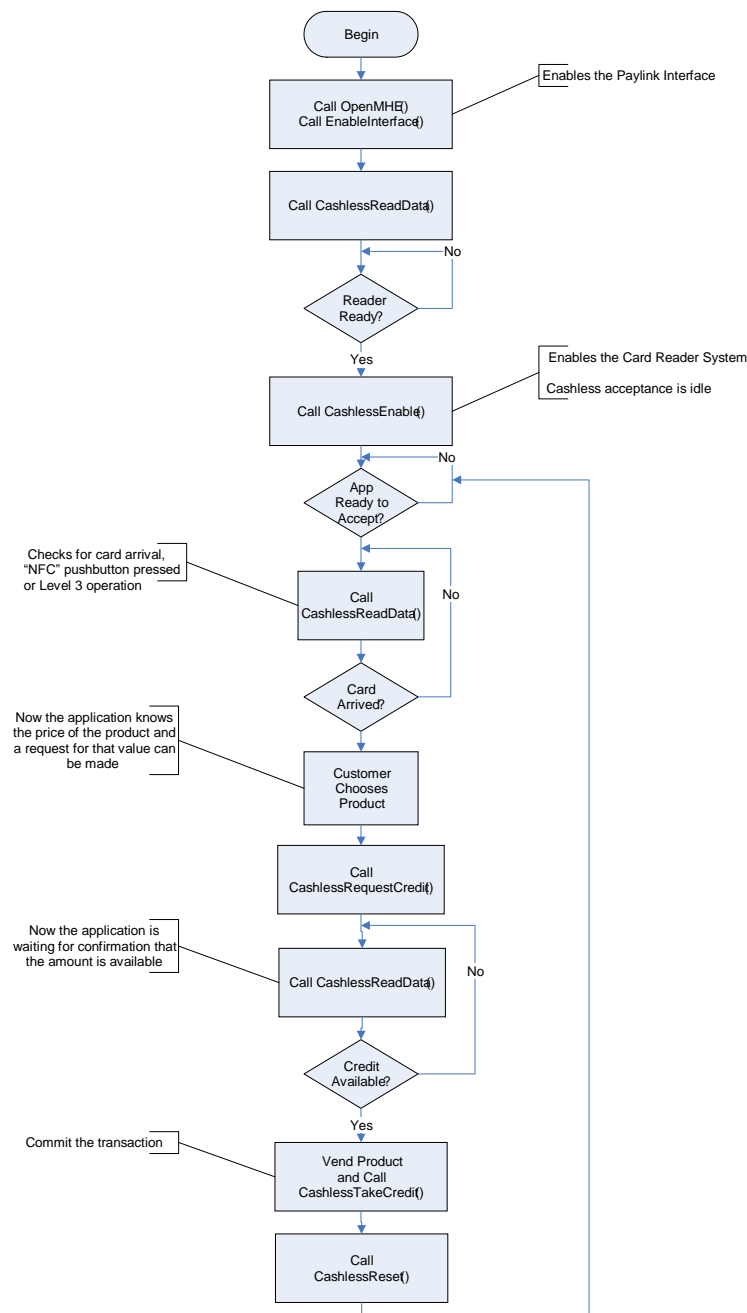 Begin
Enables the Paylink Interface
Call OpenMHE()
Call EnableInterface()
Call CashlessReadData()
No
Reader
Ready?
Yes
Enables the Card Reader System
Cashless acceptance is idle
Call CashlessEnable()
No
App
Ready to
Accept?
Checks for card arrival,
“NFC” pushbutton pressed
or Level 3 operation
Call
CashlessReadData()
No
Card
Arrived?
Now the application knows
the price of the product and
a request for that value can
be made
Customer
Chooses
Product
Call
CashlessRequestCredit()
Now the application is
waiting for confirmation that
the amount is available
Call CashlessReadData()
No
Credit
Available?
Yes
Commit the transaction
Vend Product
and Call
CashlessTakeCredit()
Call
CashlessReset()